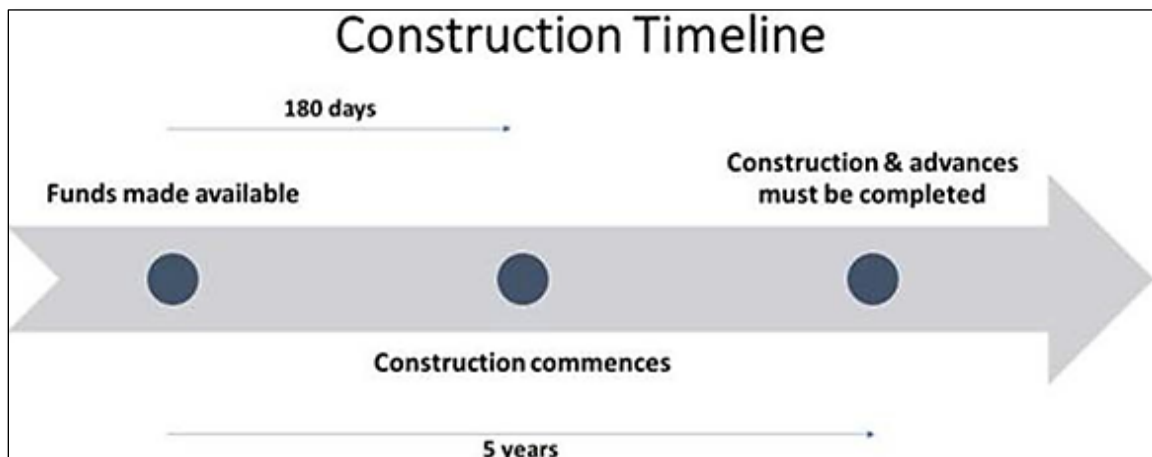 Construction Timeline
180 days
Funds made available
Construction & advances
must be completed
Construction commences
5 years